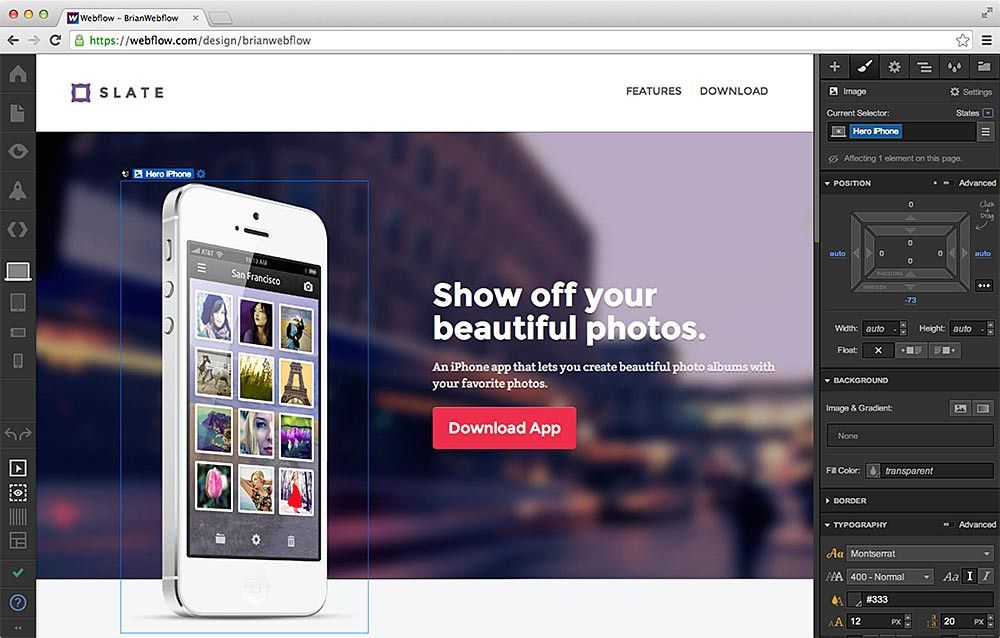 Webflow - BrianWebflow
https://webflow.com/design/brianwebflow
SLATE
FEATURES
DOWNLOAD
Hero iPhone
AT&T
10:13 AM
San Francisco
Show off your
beautiful photos.
An iPhone app that lets you create beautiful photo albums with
your favorite photos.
Download App
Image
Settings
Current Selector:
States
Hero iPhone
Affecting 1 element on this page.
POSITION
Advanced
Click
+
Drag
0
0
auto
0
0
auto
0
PADDING
MARGIN
-73
Width: auto -
Height: auto -
Float:
BACKGROUND
Image & Gradient:
None
Fill Color:
transparent
BORDER
TYPOGRAPHY
Advanced
Aa
Montserrat
AAA
400 - Normal
Aa
I
I
#333
AA
12 PX
20 PX